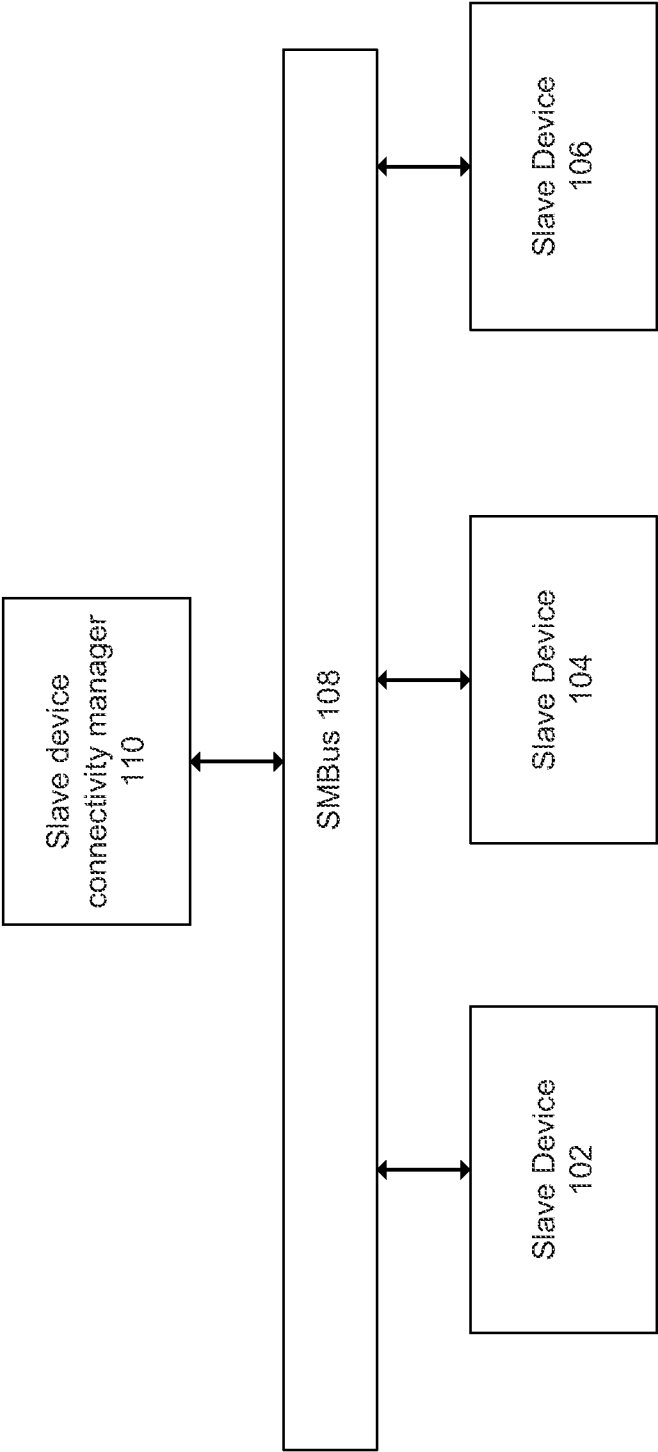 Slave device
connectivity manager
110
SMBus 108
Slave Device
102
Slave Device
104
Slave Device
106